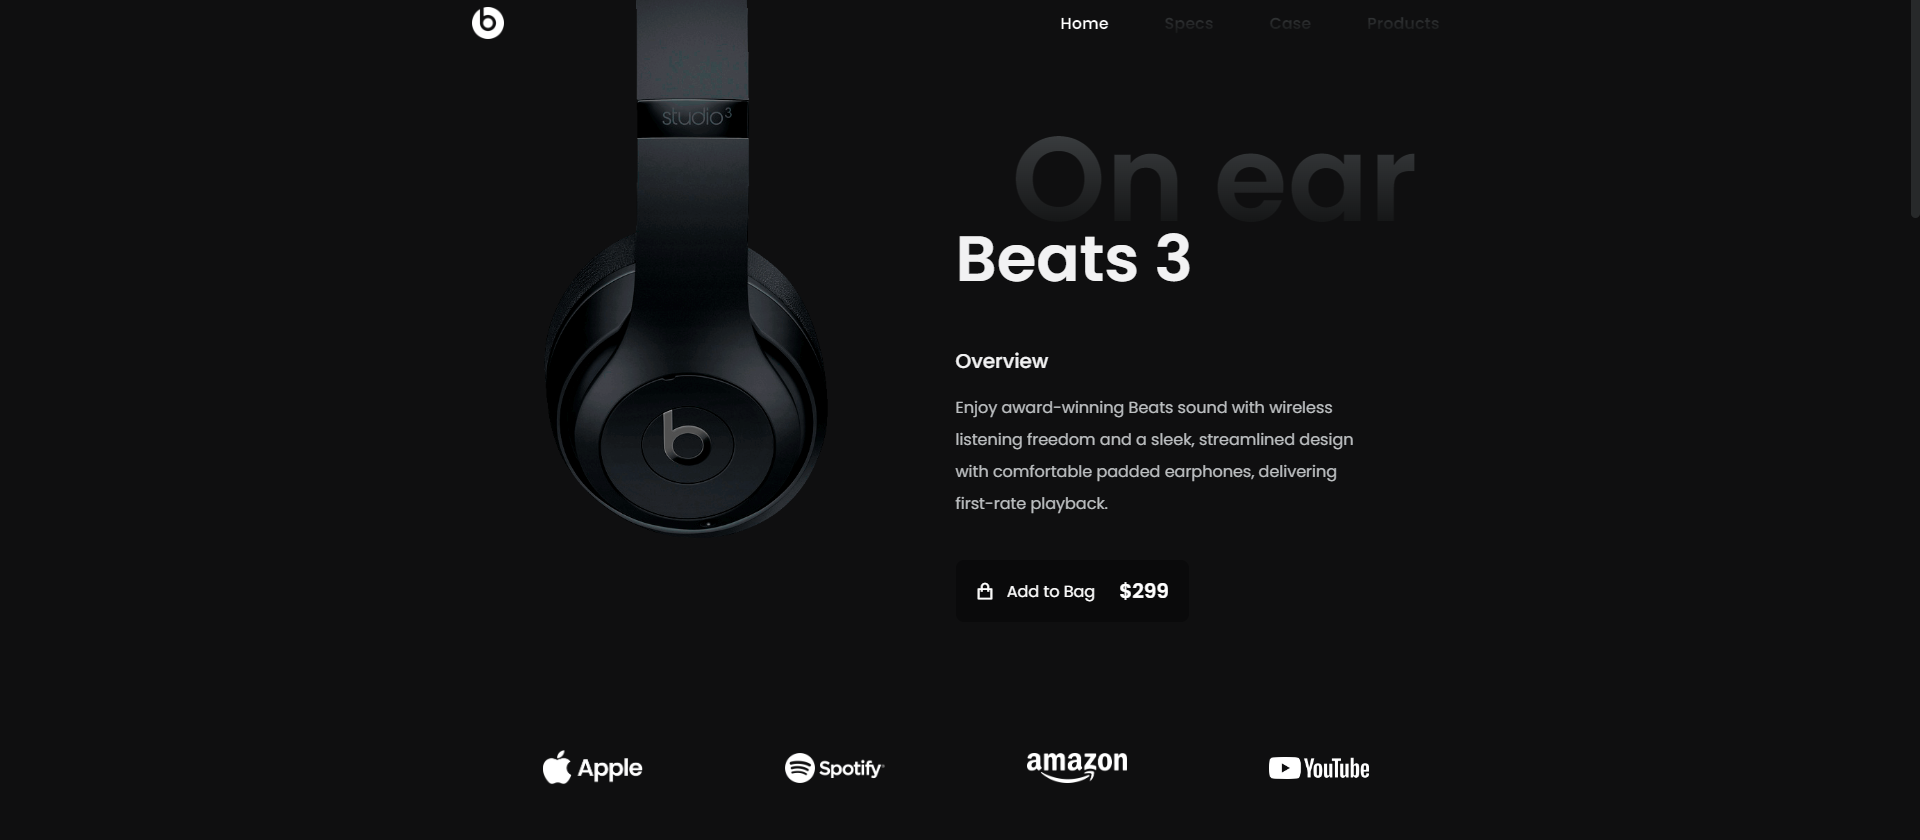 Home Specs Case Products
studio3
On ear
Beats 3
Overview
Enjoy award-winning Beats sound with wireless
listening freedom and a sleek, streamlined design
with comfortable padded earphones, delivering
first-rate playback.
Add to Bag $299
Apple Spotify amazon YouTube